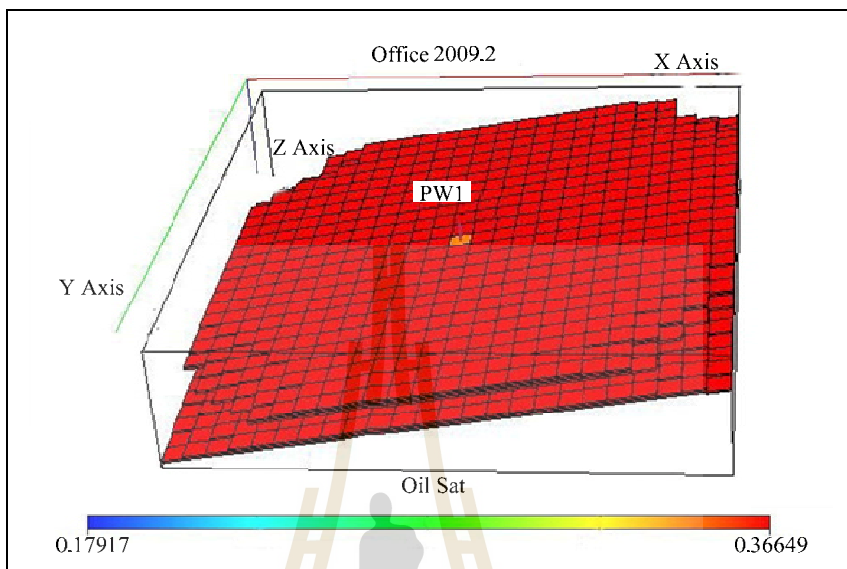 Office 2009.2
X Axis
Z Axis
PW1
Y Axis
Oil Sat
0.17917
0.36649